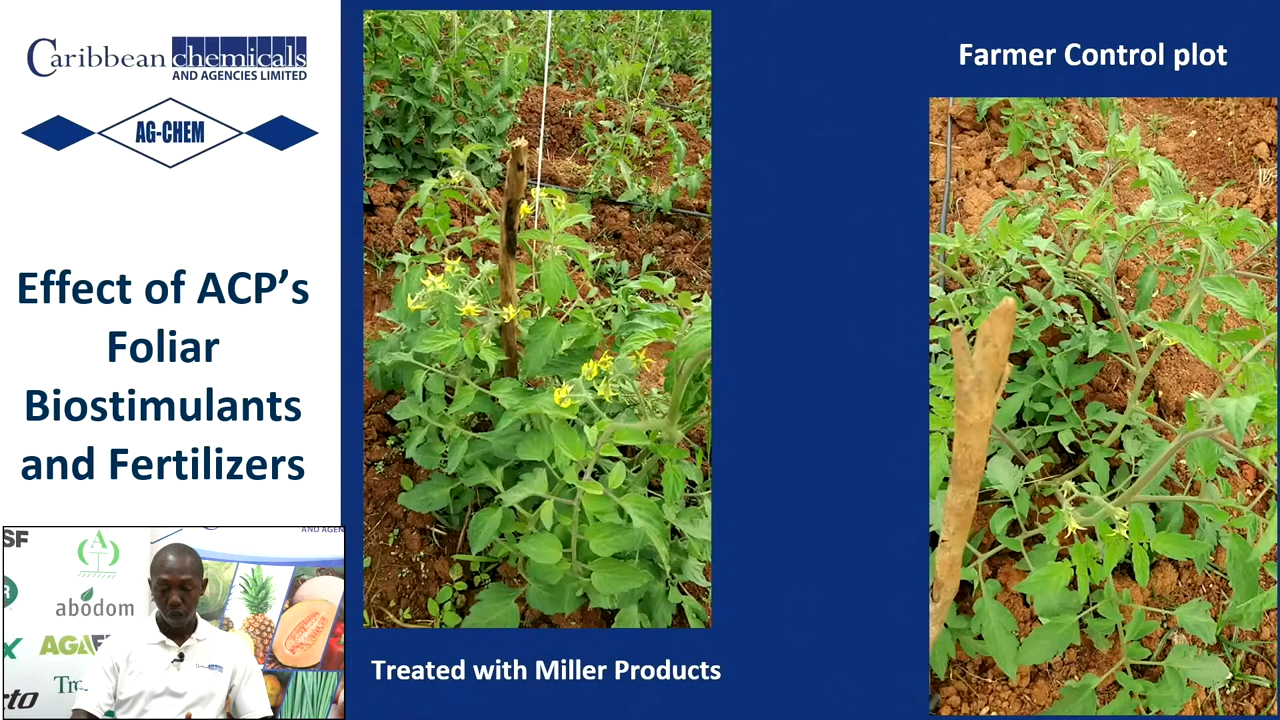 Caribbean chemicals
AND AGENCIES LIMITED
AG-CHEM
Effect of ACP's
Foliar
Biostimulants
and Fertilizers
Treated with Miller Products
Farmer Control plot
SF
A
abodom
R